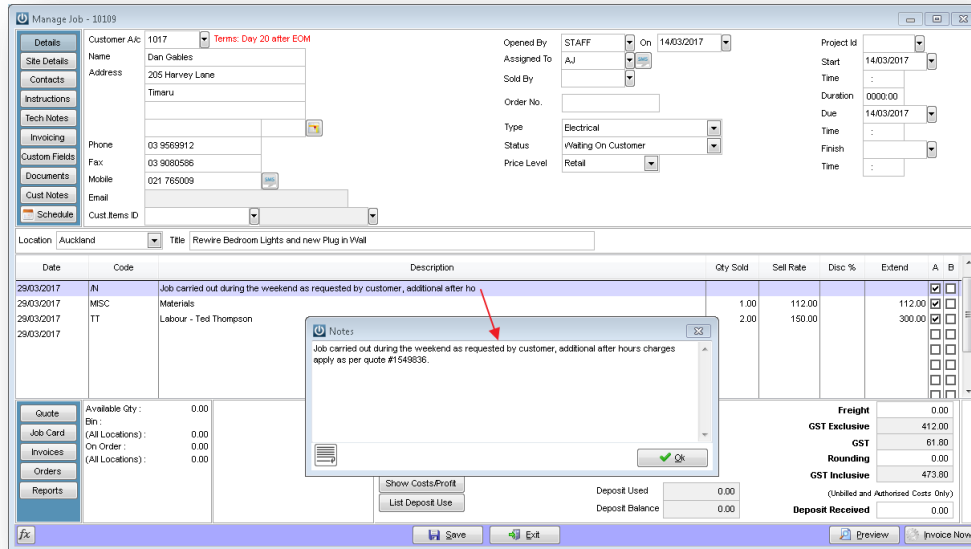 Manage Job - 10109
Details
Site Details
Contacts
Instructions
Tech Notes
Invoicing
Custom Fields
Documents
Cust Notes
Schedule
Customer A/c 1017 Terms: Day 20 after EOM
Name Dan Gables
Address 205 Harvey Lane
Timaru
Phone 03 9569912
Fax 03 9080586
Mobile 021 765009
Email
Cust Items ID
Opened By STAFF On 14/03/2017
Assigned To AJ
Sold By
Order No.
Type Electrical
Status Waiting On Customer
Price Level Retail
Project Id
Start 14/03/2017
Time :
Duration 0000:00
Due 14/03/2017
Time :
Finish
Time :
Location Auckland Title Rewire Bedroom Lights and new Plug in Wall
Date Code Description Qty Sold Sell Rate Disc % Extend A B
29/03/2017 /N Job carried out during the weekend as requested by customer, additional after ho
29/03/2017 MISC Materials 1.00 112.00 112.00
29/03/2017 TT Labour - Ted Thompson 2.00 150.00 300.00
29/03/2017
Notes
Job carried out during the weekend as requested by customer, additional after hours charges
apply as per quote #1549836.
Ok
Quote
Job Card
Invoices
Orders
Reports
Available Qty : 0.00
Bin :
(All Locations) : 0.00
On Order : 0.00
(All Locations) : 0.00
Show Costs/Profit
List Deposit Use
Deposit Used 0.00
Deposit Balance 0.00
Freight 0.00
GST Exclusive 412.00
GST 61.80
Rounding 0.00
GST Inclusive 473.80
(Unbilled and Authorised Costs Only)
Deposit Received 0.00
fx
Save
Exit
Preview
Invoice Now